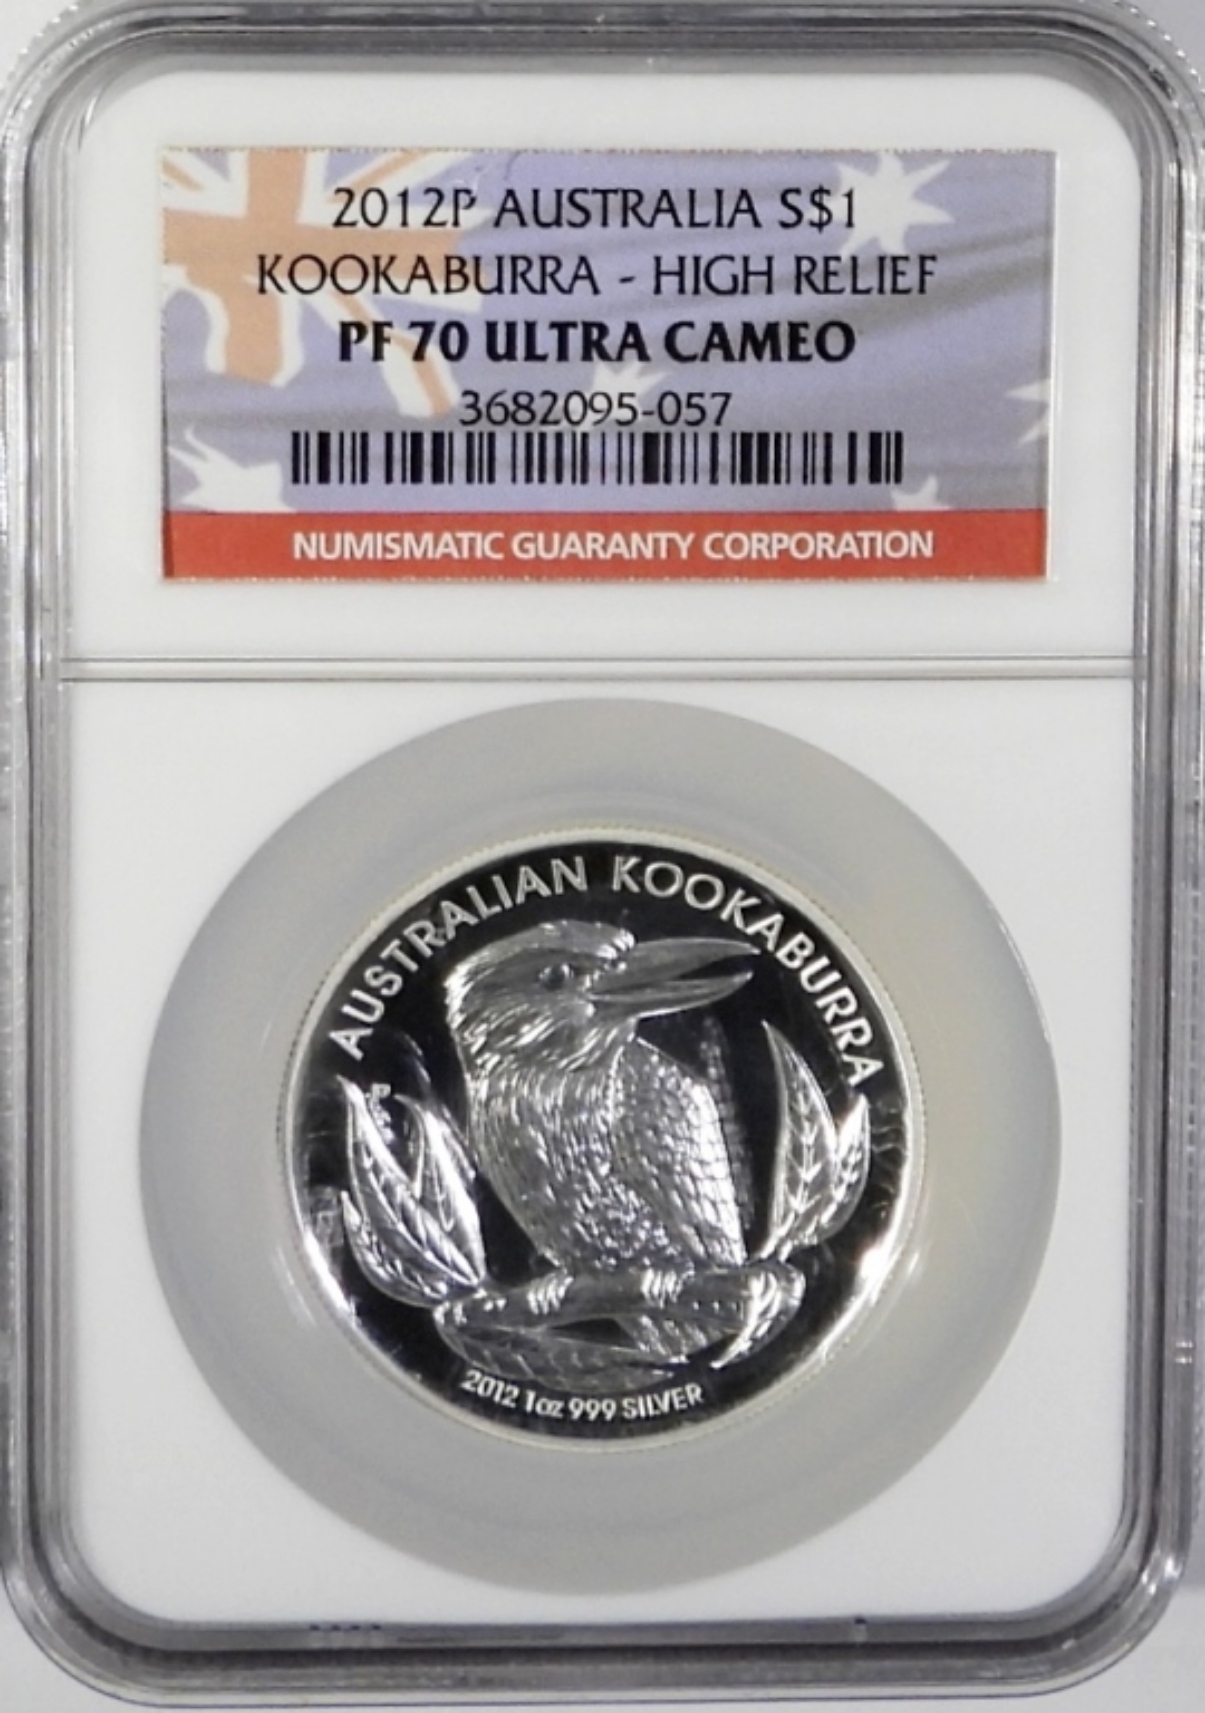 2012P AUSTRALIA S$1
KOOKABURRA - HIGH RELIEF
PF 70 ULTRA CAMEO
3682095-057
NUMISMATIC GUARANTY CORPORATION
AUSTRALIAN KOOKABURRA
P
2012 1oz 999 SILVER